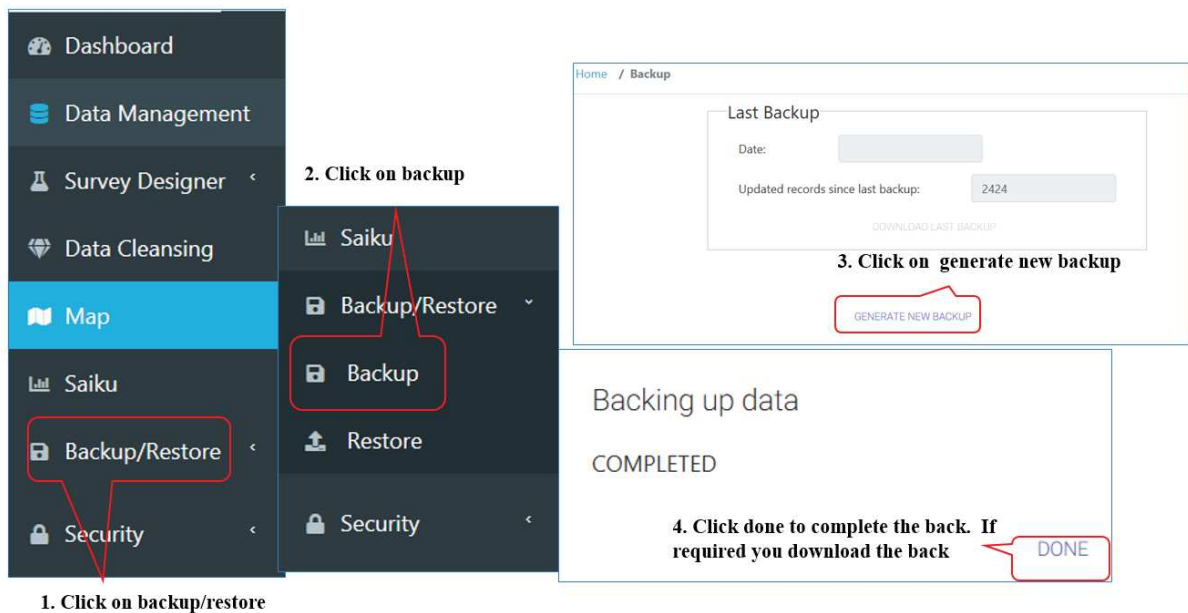 Dashboard
Data Management
Survey Designer
Data Cleansing
Map
Saiku
Backup/Restore
Security
1. Click on backup/restore
2. Click on backup
Saiku
Backup/Restore
Backup
Restore
Security
Home / Backup
Last Backup
Date:
Updated records since last backup: 2424
DOWNLOAD LAST BACKUP
3. Click on generate new backup
GENERATE NEW BACKUP
Backing up data
COMPLETED
4. Click done to complete the back. If
required you download the back
DONE